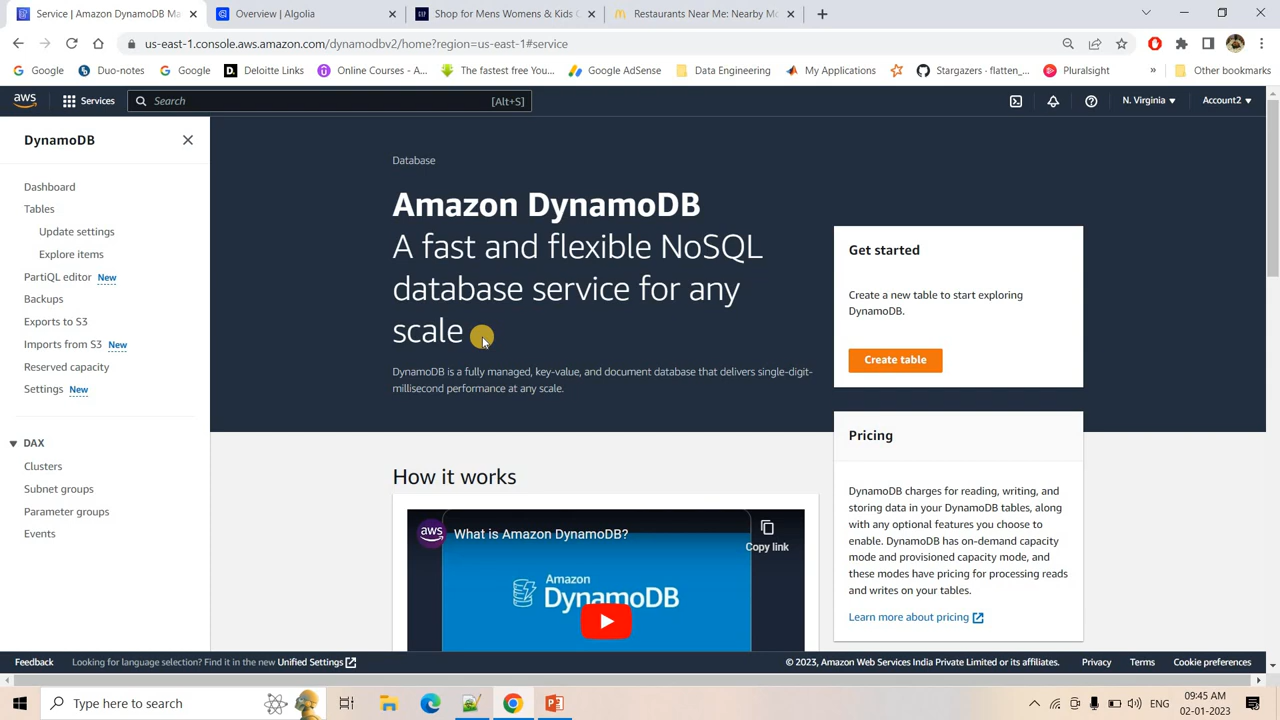 Service | Amazon DynamoDB Ma
Overview | Algolia
Shop for Mens Womens & Kids C
Restaurants Near Me: Nearby Mc
us-east-1.console.aws.amazon.com/dynamodbv2/home?region=us-east-1#service
Google
Duo-notes
Google
Deloitte Links
Online Courses - A...
The fastest free You...
Google AdSense
Data Engineering
My Applications
Stargazers · flatten_...
Pluralsight
»
Other bookmarks
aws
Services
Search
[Alt+S]
N. Virginia
Account2
DynamoDB
Dashboard
Tables
Update settings
Explore items
PartiQL editor New
Backups
Exports to S3
Imports from S3 New
Reserved capacity
Settings New
DAX
Clusters
Subnet groups
Parameter groups
Events
Database
Amazon DynamoDB
A fast and flexible NoSQL
database service for any
scale
DynamoDB is a fully managed, key-value, and document database that delivers single-digit-
millisecond performance at any scale.
Get started
Create a new table to start exploring
DynamoDB.
Create table
Pricing
DynamoDB charges for reading, writing, and
storing data in your DynamoDB tables, along
with any optional features you choose to
enable. DynamoDB has on-demand capacity
mode and provisioned capacity mode, and
these modes have pricing for processing reads
and writes on your tables.
Learn more about pricing
How it works
aws
What is Amazon DynamoDB?
Copy link
Amazon
DynamoDB
Feedback
Looking for language selection? Find it in the new Unified Settings
© 2023, Amazon Web Services India Private Limited or its affiliates.
Privacy
Terms
Cookie preferences
Type here to search
ENG
09:45 AM
02-01-2023